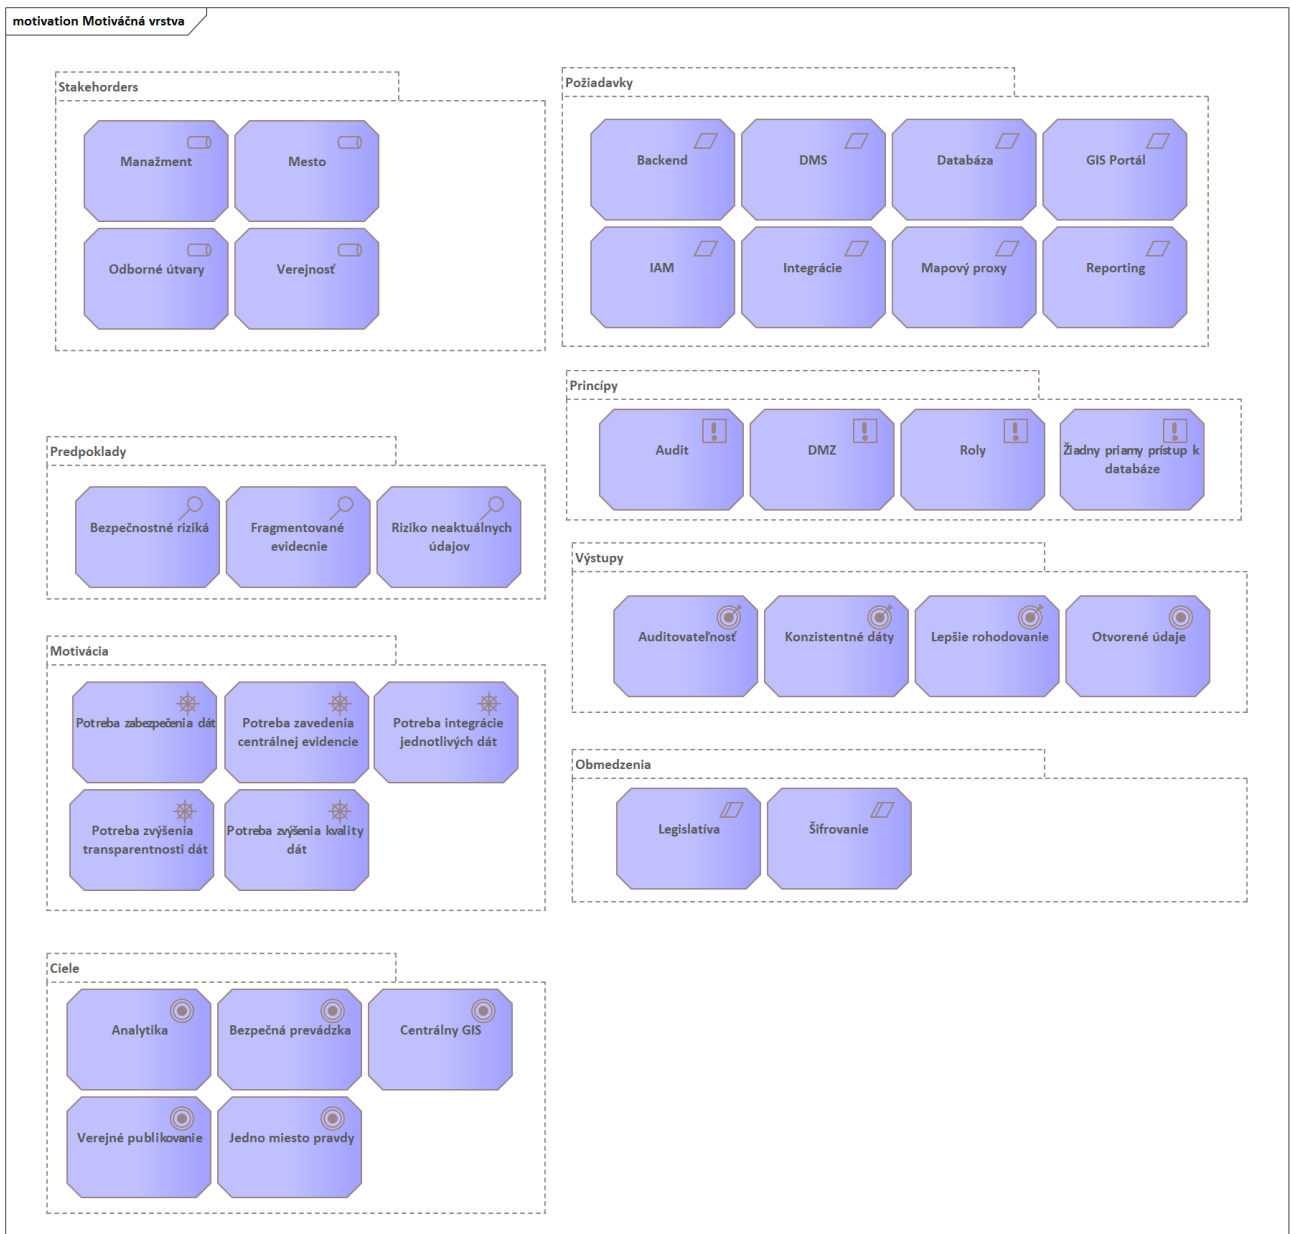 motivation Motiváčná vrstva
Stakehorders
Manažment
Mesto
Odborné útvary
Verejnosť
Požiadavky
Backend
DMS
Databáza
GIS Portál
IAM
Integrácie
Mapový proxy
Reporting
Princípy
Audit
DMZ
Roly
Žiadny priamy prístup k
databáze
Predpoklady
Bezpečnostné riziká
Fragmentované
evidecnie
Riziko neaktuálnych
údajov
Výstupy
Auditovateľnosť
Konzistentné dáty
Lepšie rohodovanie
Otvorené údaje
Motivácia
Potreba zabezpečenia dát
Potreba zavedenia
centrálnej evidencie
Potreba integrácie
jednotlivých dát
Potreba zvýšenia
transparentnosti dát
Potreba zvýšenia kvality
dát
Obmedzenia
Legislatíva
Šifrovanie
Ciele
Analytika
Bezpečná prevádzka
Centrálny GIS
Verejné publikovanie
Jedno miesto pravdy